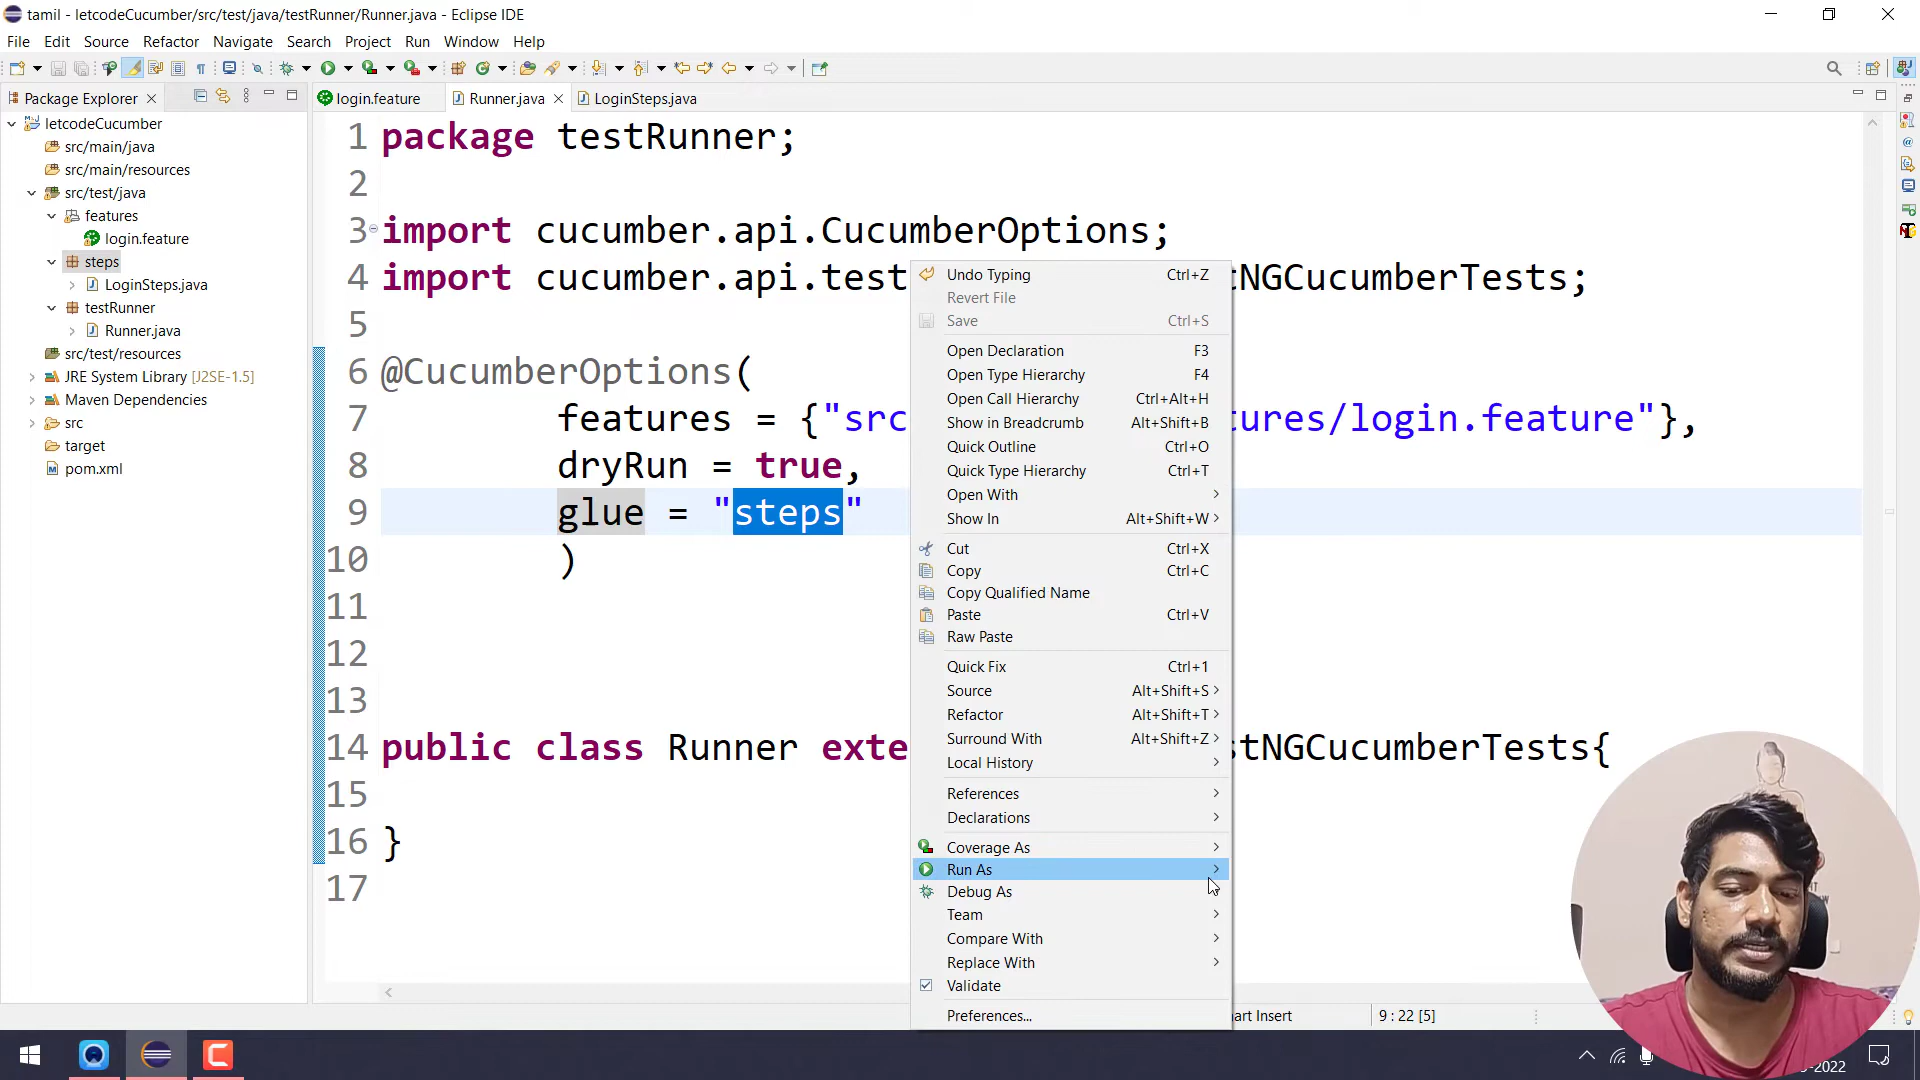 tamil - letcodeCucumber/src/test/java/testRunner/Runner.java - Eclipse IDE
File Edit Source Refactor Navigate Search Project Run Window Help
Package Explorer
login.feature
Runner.java
LoginSteps.java
letcodeCucumber
src/main/java
src/main/resources
src/test/java
features
login.feature
steps
LoginSteps.java
testRunner
Runner.java
src/test/resources
JRE System Library [J2SE-1.5]
Maven Dependencies
src
target
pom.xml
1 package testRunner;
2
3 import cucumber.api.CucumberOptions;
4 import cucumber.api.test tNGCucumberTests;
5
6 @CucumberOptions(
7 features = {"src tures/login.feature"},
8 dryRun = true,
9 glue = "steps"
10 )
11
12
13
14 public class Runner exte stNGCucumberTests{
15
16 }
17
Undo Typing Ctrl+Z
Revert File
Save Ctrl+S
Open Declaration F3
Open Type Hierarchy F4
Open Call Hierarchy Ctrl+Alt+H
Show in Breadcrumb Alt+Shift+B
Quick Outline Ctrl+O
Quick Type Hierarchy Ctrl+T
Open With
Show In Alt+Shift+W
Cut Ctrl+X
Copy Ctrl+C
Copy Qualified Name
Paste Ctrl+V
Raw Paste
Quick Fix Ctrl+1
Source Alt+Shift+S
Refactor Alt+Shift+T
Surround With Alt+Shift+Z
Local History
References
Declarations
Coverage As
Run As
Debug As
Team
Compare With
Replace With
Validate
Preferences...
art Insert
9 : 22 [5]
-2022